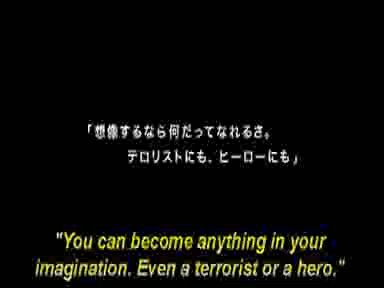 「想像するなら何だってなれるさ。
テロリストにも、ヒーローにも」
"You can become anything in your
imagination. Even a terrorist or a hero."